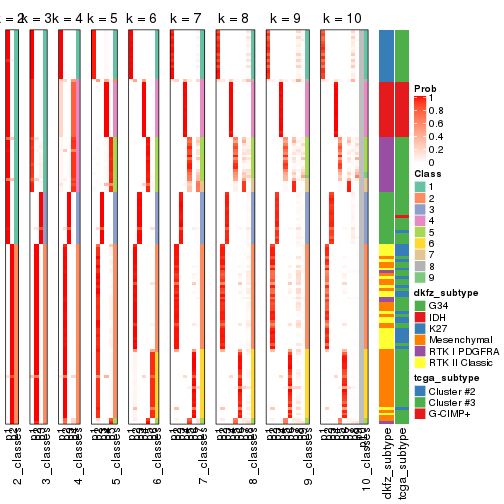 k = 2
k = 3
k = 4
k = 5
k = 6
k = 7
k = 8
k = 9
k = 10
Prob
1
0.8
0.6
0.4
0.2
0
Class
1
2
3
4
5
6
7
8
9
dkfz_subtype
G34
IDH
K27
Mesenchymal
RTK I PDGFRA
RTK II Classic
tcga_subtype
Cluster #2
Cluster #3
G-CIMP+
2_classes
3_classes
4_classes
5_classes
6_classes
7_classes
8_classes
9_classes
10_classes
dkfz_subtype
tcga_subtype